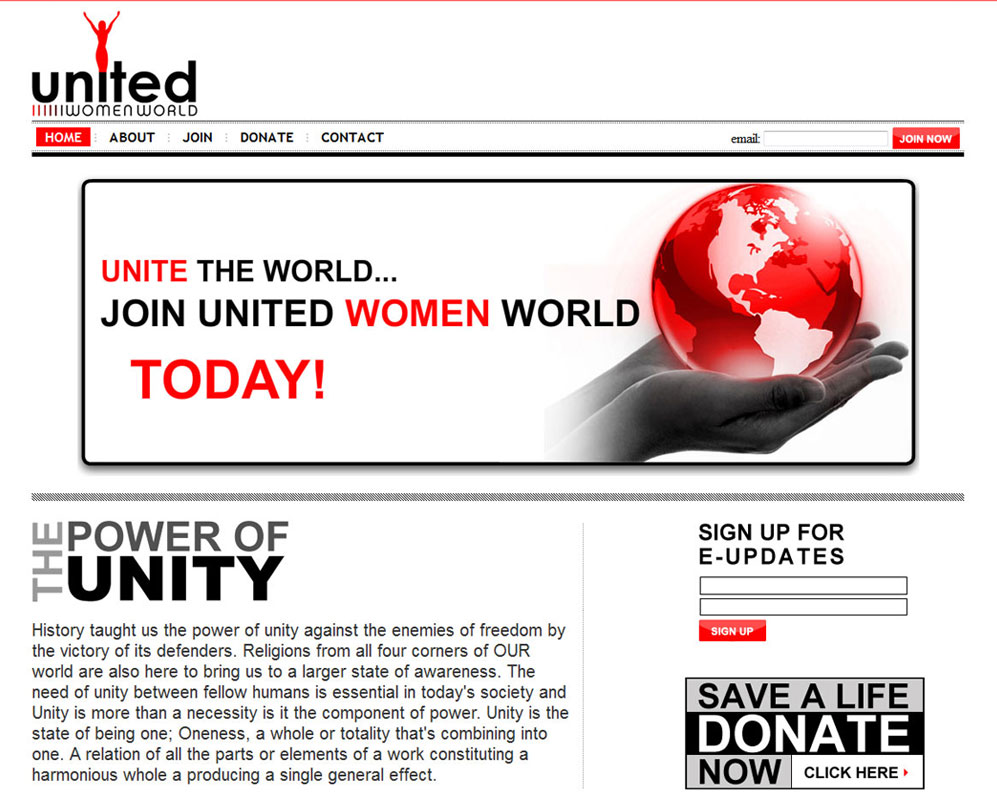 united
WOMEN WORLD
HOME ABOUT JOIN DONATE CONTACT
email: JOIN NOW
UNITE THE WORLD...
JOIN UNITED WOMEN WORLD
TODAY!
THE POWER OF
UNITY
History taught us the power of unity against the enemies of freedom by
the victory of its defenders. Religions from all four corners of OUR
world are also here to bring us to a larger state of awareness. The
need of unity between fellow humans is essential in today's society and
Unity is more than a necessity is it the component of power. Unity is the
state of being one; Oneness, a whole or totality that's combining into
one. A relation of all the parts or elements of a work constituting a
harmonious whole a producing a single general effect.
SIGN UP FOR
E-UPDATES
SIGN UP
SAVE A LIFE
DONATE
NOW CLICK HERE